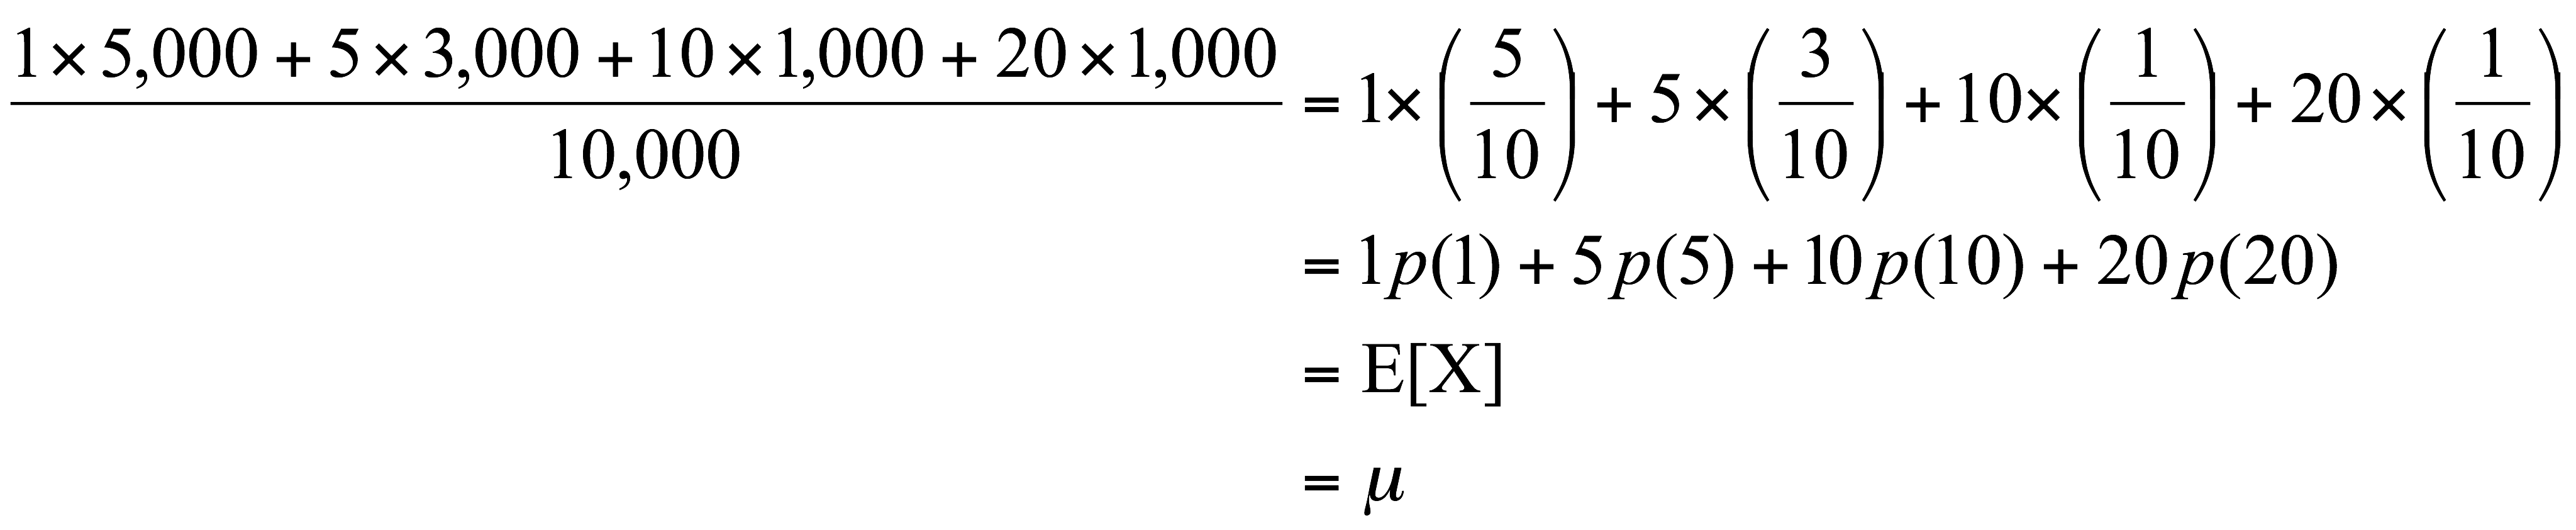 (1×5,000 + 5×3,000 + 10×1,000 + 20×1,000)/10,000 = 1×(5/10) + 5×(3/10) + 10×(1/10) + 20×(1/10)
= 1p(1) + 5p(5) + 10p(10) + 20p(20)
= E[X]
= μ